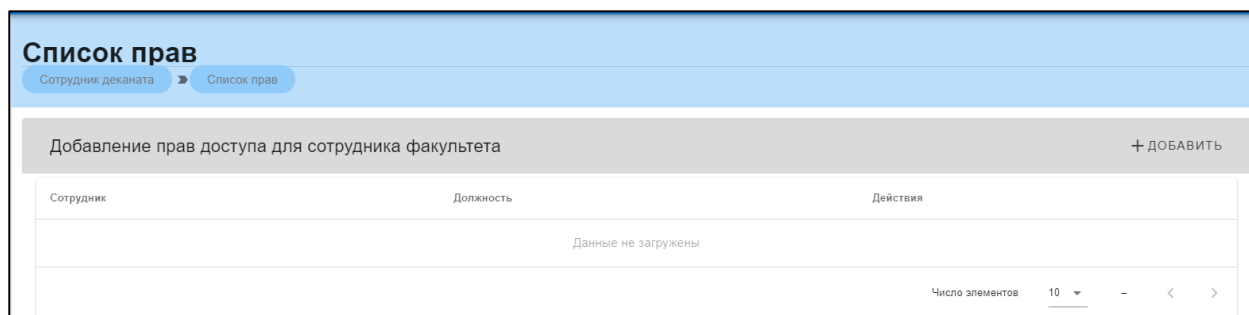 Список прав
Сотрудник деканата Список прав
Добавление прав доступа для сотрудника факультета + ДОБАВИТЬ
Сотрудник Должность Действия
Данные не загружены
Число элементов 10 –